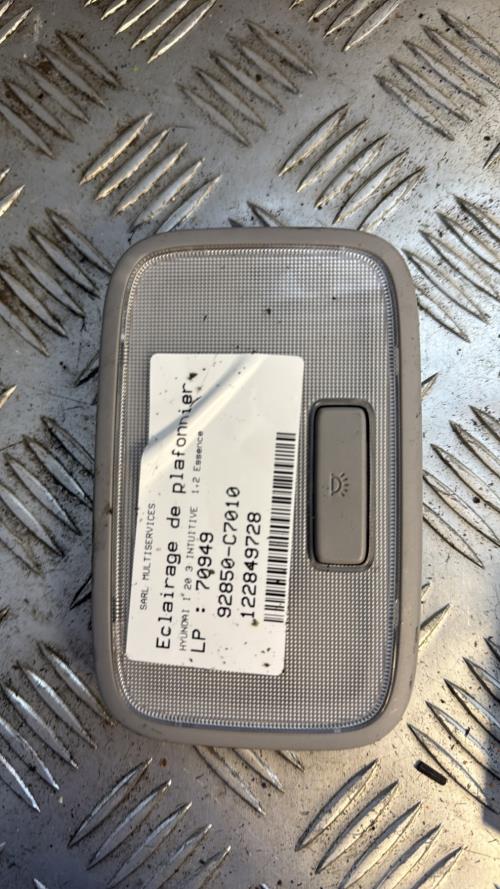 SARL MULTISERVICES
Eclairage de plafonnier
HYUNDAI I 20 3 INTUITIVE 1.2 Essence
LP : 70949
92850-C7010
122849728